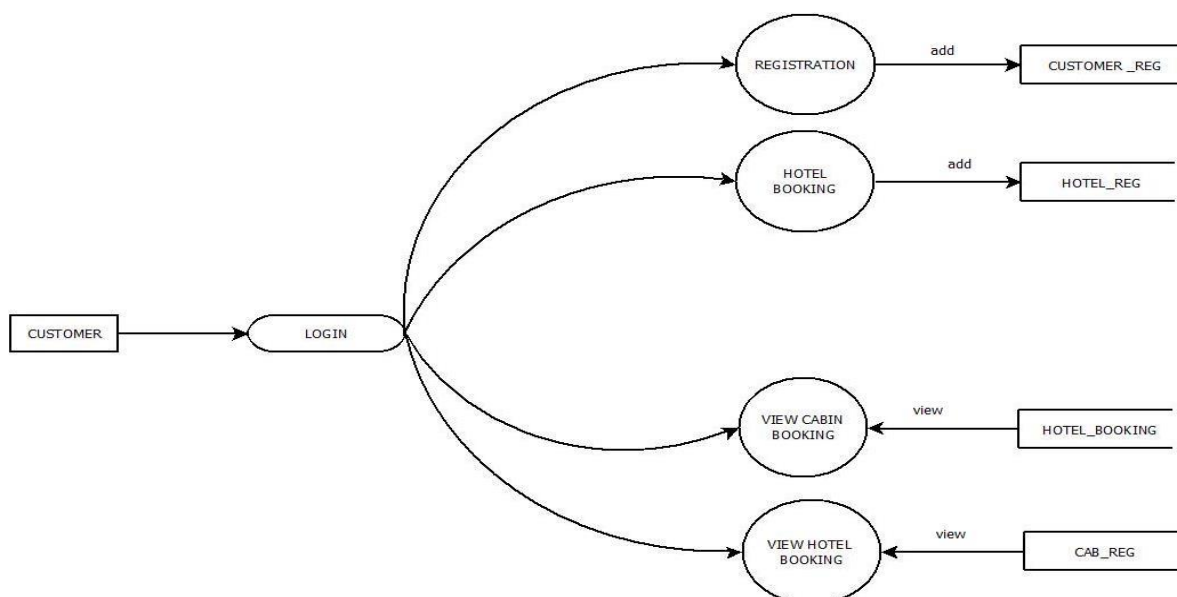 REGISTRATION
add
CUSTOMER _REG
HOTEL
BOOKING
add
HOTEL_REG
CUSTOMER
LOGIN
VIEW CABIN
BOOKING
view
HOTEL_BOOKING
VIEW HOTEL
BOOKING
view
CAB_REG